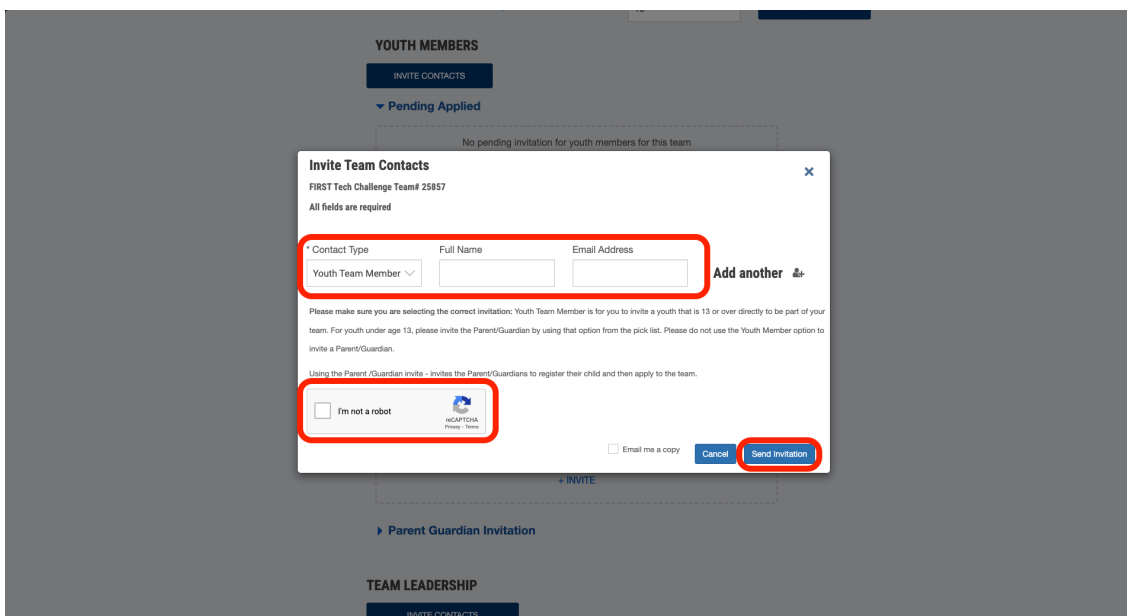 YOUTH MEMBERS
INVITE CONTACTS
Pending Applied
No pending invitation for youth members for this team
Invite Team Contacts
FIRST Tech Challenge Team# 25857
All fields are required
* Contact Type Full Name Email Address
Youth Team Member
Add another
Please make sure you are selecting the correct invitation: Youth Team Member is for you to invite a youth that is 13 or over directly to be part of your
team. For youth under age 13, please invite the Parent/Guardian by using that option from the pick list. Please do not use the Youth Member option to
invite a Parent/Guardian.
Using the Parent /Guardian invite - invites the Parent/Guardians to register their child and then apply to the team.
I'm not a robot
reCAPTCHA
Privacy - Terms
Email me a copy Cancel Send Invitation
+ INVITE
Parent Guardian Invitation
TEAM LEADERSHIP
INVITE CONTACTS